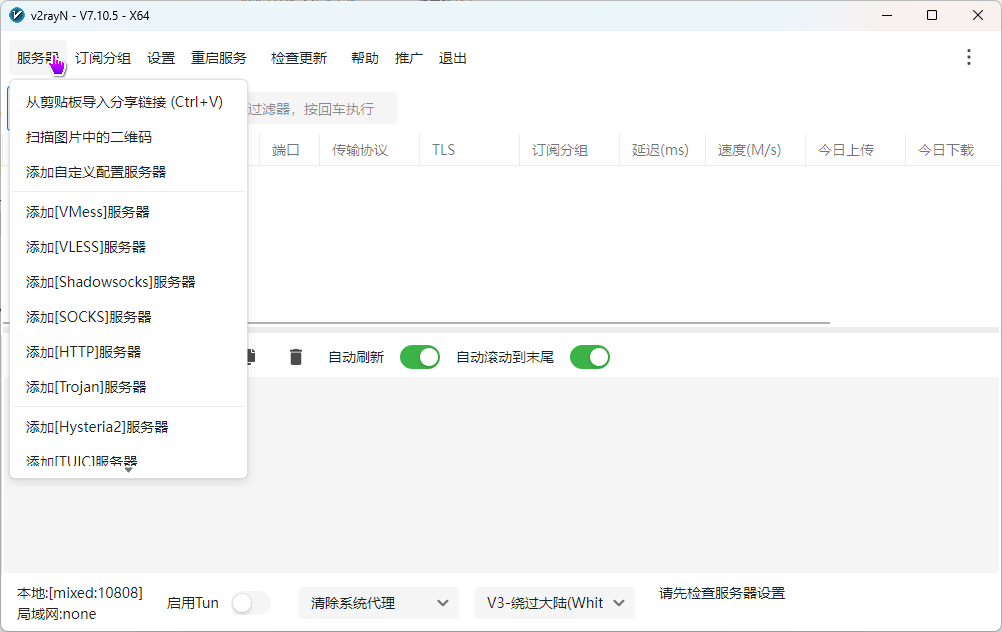 v2rayN - V7.10.5 - X64
服务器 订阅分组 设置 重启服务 检查更新 帮助 推广 退出
从剪贴板导入分享链接 (Ctrl+V)
过滤器，按回车执行
扫描图片中的二维码
端口 传输协议 TLS 订阅分组 延迟(ms) 速度(M/s) 今日上传 今日下载
添加自定义配置服务器
添加[VMess]服务器
添加[VLESS]服务器
添加[Shadowsocks]服务器
添加[SOCKS]服务器
添加[HTTP]服务器
自动刷新 自动滚动到末尾
添加[Trojan]服务器
添加[Hysteria2]服务器
添加[TUIC]服务器
本地:[mixed:10808]
局域网:none
启用Tun
清除系统代理
V3-绕过大陆(Whit
请先检查服务器设置